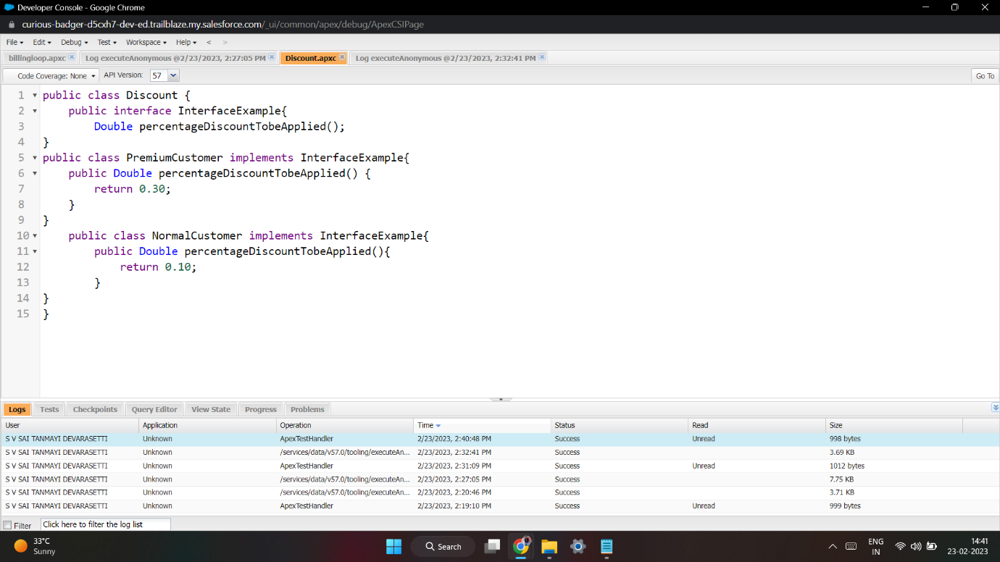 Developer Console - Google Chrome
curious-badger-d5cxh7-dev-ed.trailblaze.my.salesforce.com/_ui/common/apex/debug/ApexCSIPage
File Edit Debug Test Workspace Help < >
billingloop.apxc Log executeAnonymous @2/23/2023, 2:27:05 PM Discount.apxc Log executeAnonymous @2/23/2023, 2:32:41 PM
Code Coverage: None API Version: 57 Go To
1 public class Discount {
2 public interface InterfaceExample{
3 Double percentageDiscountTobeApplied();
4 }
5 public class PremiumCustomer implements InterfaceExample{
6 public Double percentageDiscountTobeApplied() {
7 return 0.30;
8 }
9 }
10 public class NormalCustomer implements InterfaceExample{
11 public Double percentageDiscountTobeApplied(){
12 return 0.10;
13 }
14 }
15 }
Logs Tests Checkpoints Query Editor View State Progress Problems
User Application Operation Time Status Read Size
S V SAI TANMAYI DEVARASETTI Unknown ApexTestHandler 2/23/2023, 2:40:48 PM Success Unread 998 bytes
S V SAI TANMAYI DEVARASETTI Unknown /services/data/v57.0/tooling/executeAn... 2/23/2023, 2:32:41 PM Success 3.69 KB
S V SAI TANMAYI DEVARASETTI Unknown ApexTestHandler 2/23/2023, 2:31:09 PM Success Unread 1012 bytes
S V SAI TANMAYI DEVARASETTI Unknown /services/data/v57.0/tooling/executeAn... 2/23/2023, 2:27:05 PM Success 7.75 KB
S V SAI TANMAYI DEVARASETTI Unknown /services/data/v57.0/tooling/executeAn... 2/23/2023, 2:20:46 PM Success 3.71 KB
S V SAI TANMAYI DEVARASETTI Unknown ApexTestHandler 2/23/2023, 2:19:10 PM Success Unread 999 bytes
Filter Click here to filter the log list
33°C
Sunny
Search
ENG
IN
14:41
23-02-2023